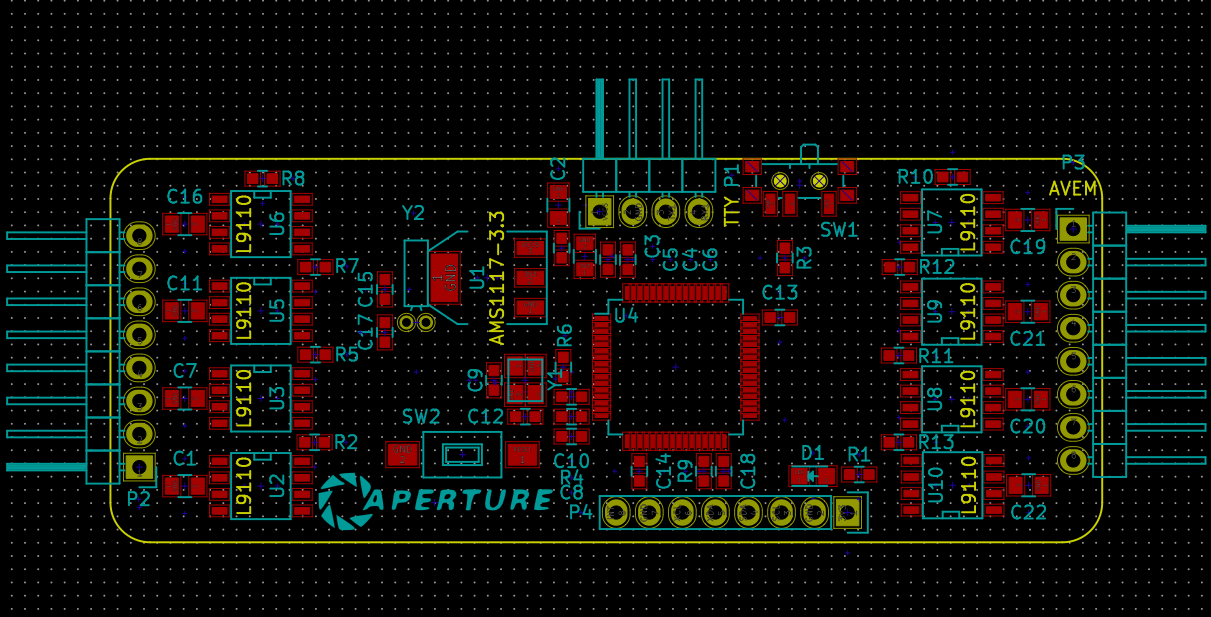 C2
P3
C16
R8
P1
R10
AVEM
L9110
U6
Y2
AMS1117-3.3
TTY
SW1
U7
L9110
C19
C3
C5
C4
C6
R3
R7
R12
C11
C15
GND
U1
C13
L9110
U5
C17
U4
U9
L9110
C21
R6
R5
R11
C7
C9
Y1
L9110
U3
U8
L9110
C20
SW2
C12
R2
R13
C1
C10
R4
C8
C14
R9
C18
D1
R1
L9110
U2
U10
L9110
P2
APERTURE
P4
C22